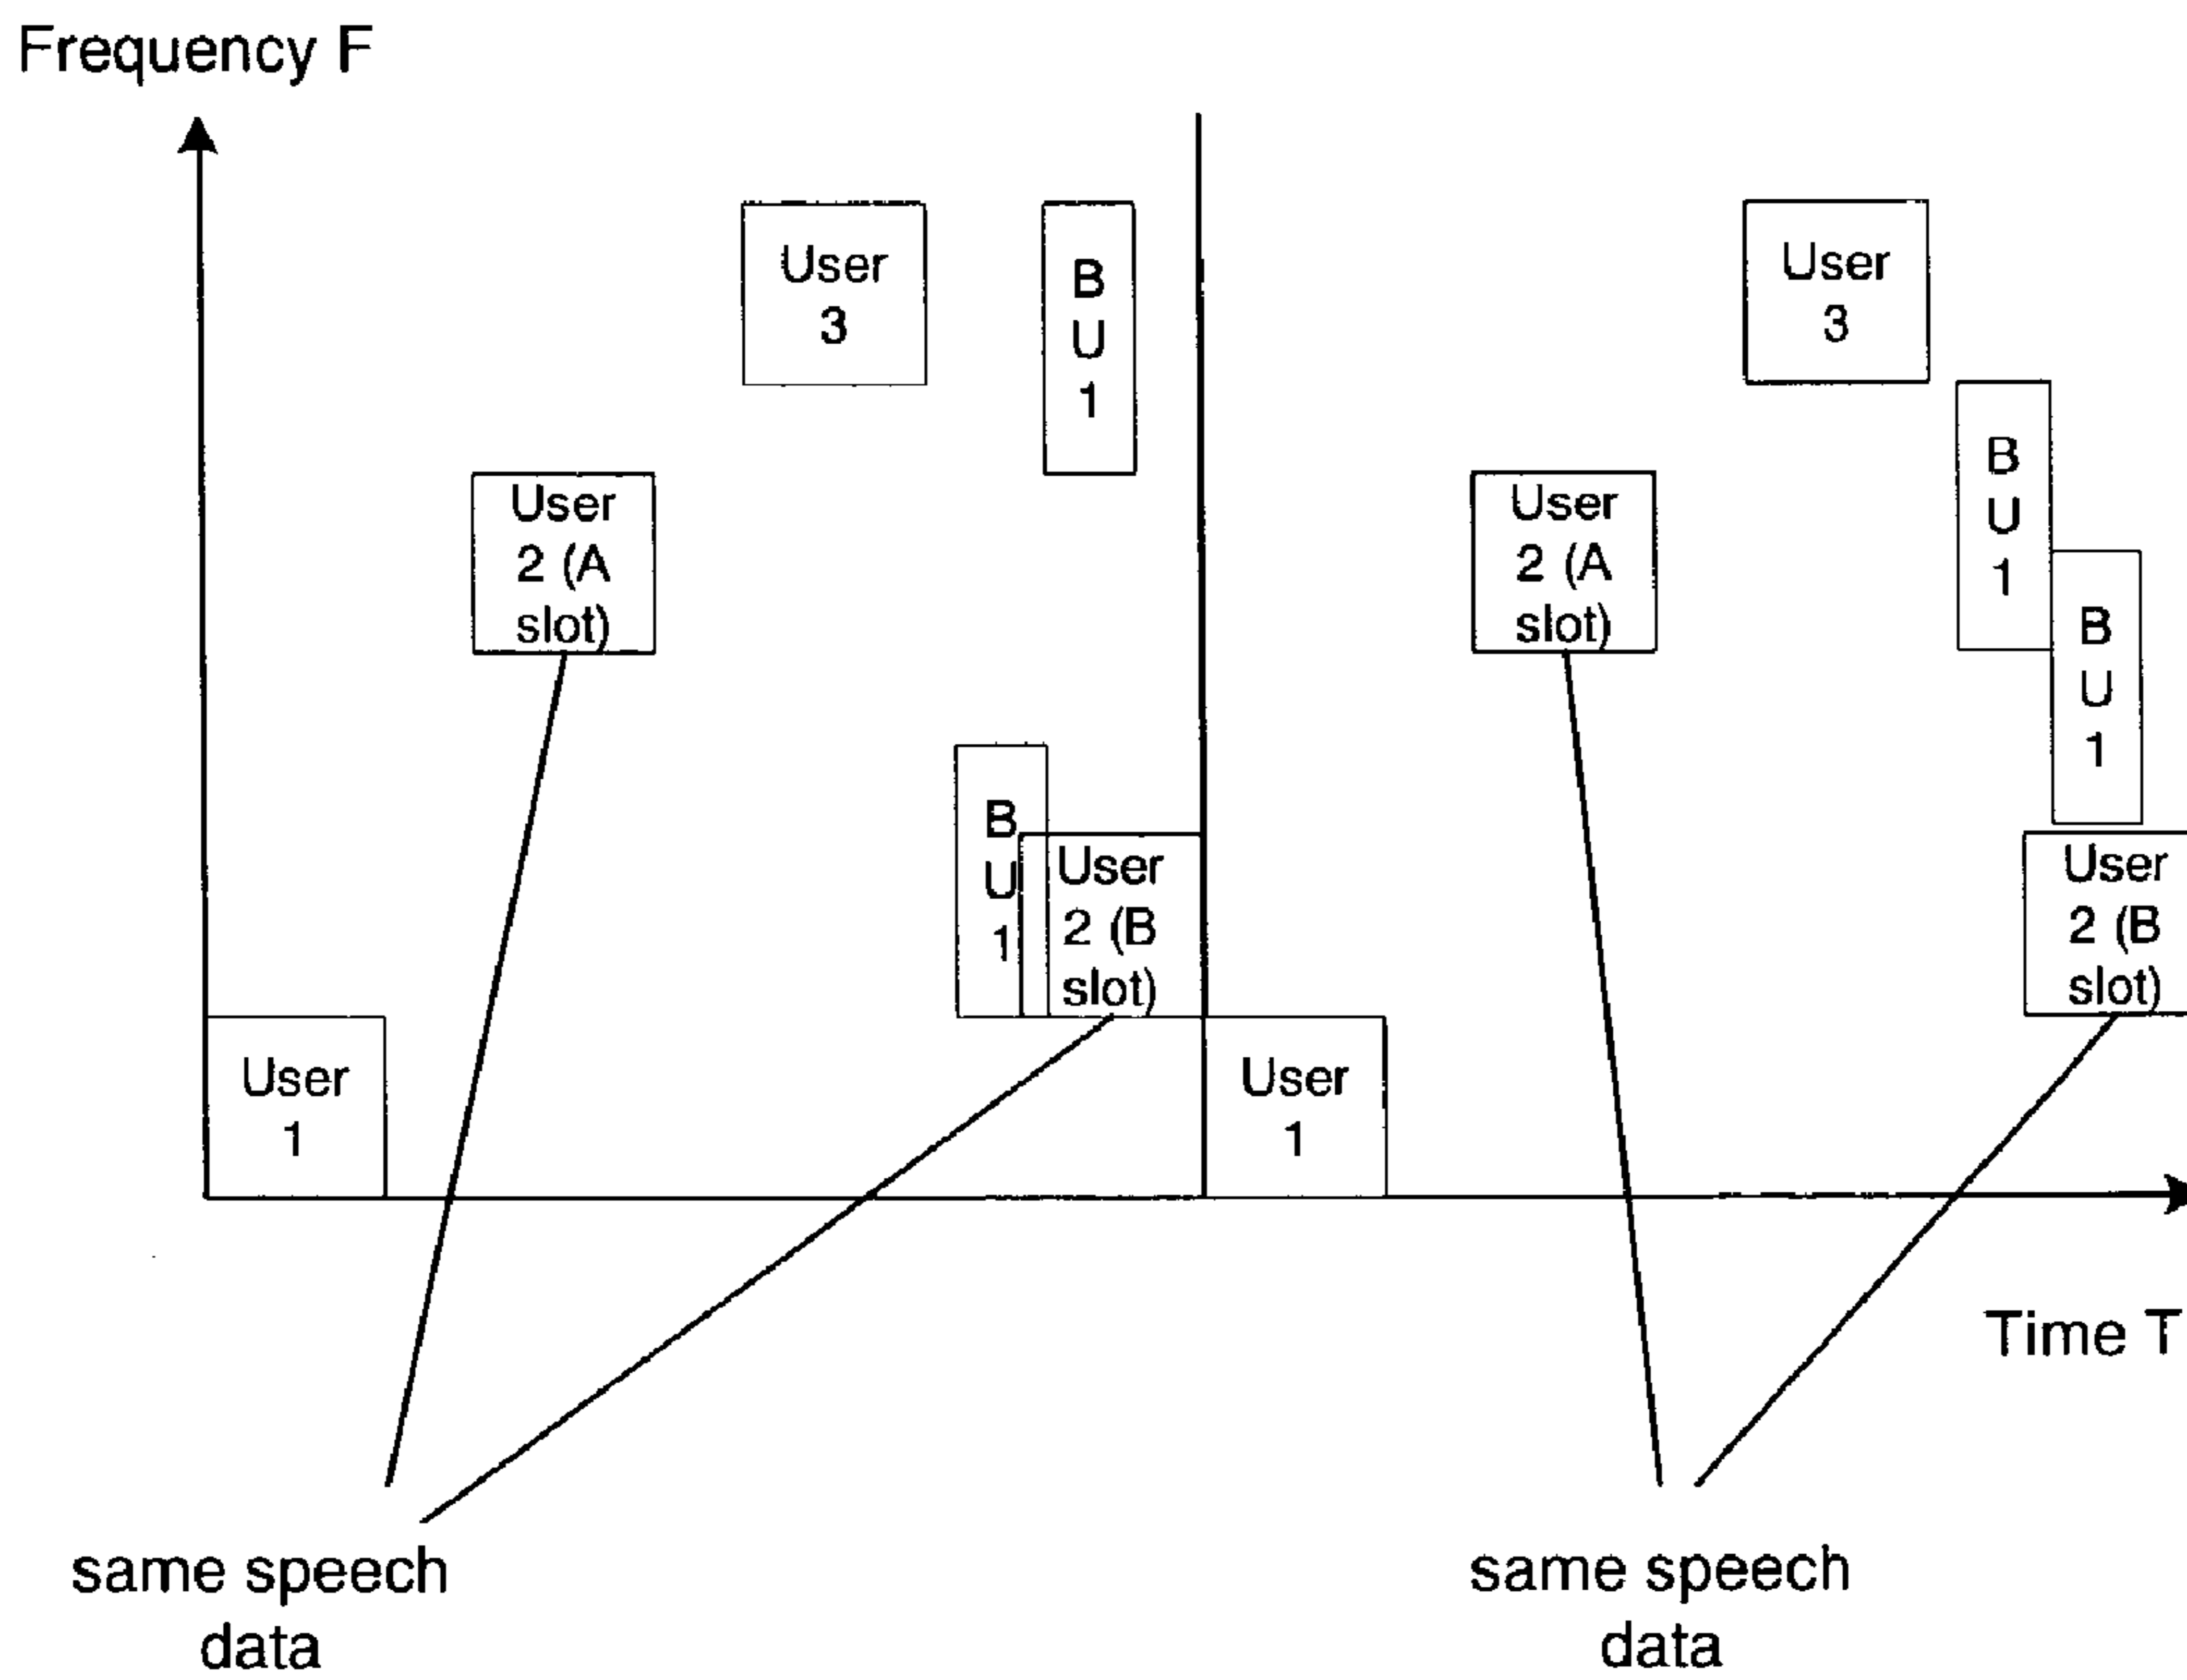 Frequency F
User
3
B
U
1
User
3
User
2 (A
slot)
User
2 (A
slot)
B
U
1
B
U
1
B
U
1
User
2 (B
slot)
User
2 (B
slot)
User
1
User
1
Time T
same speech
data
same speech
data